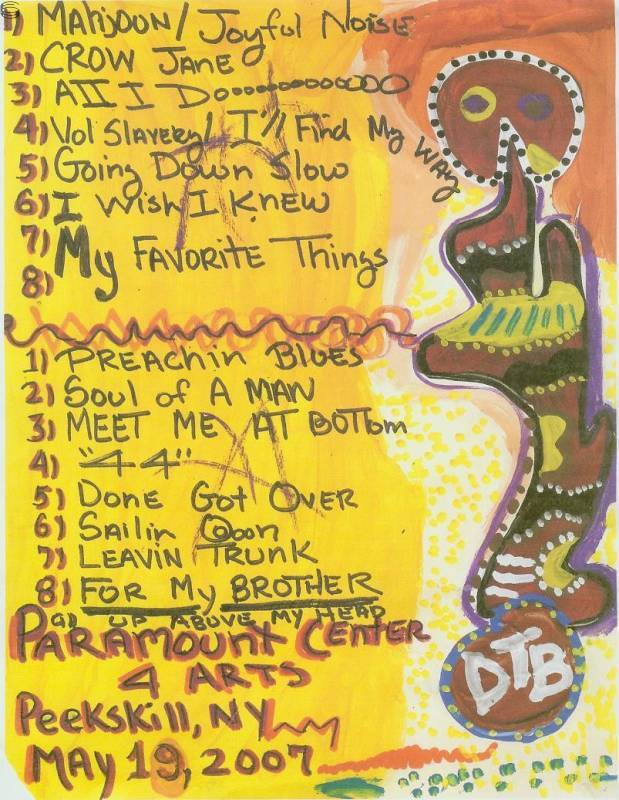 1) MAHJOUN/ Joyful NOISE
2) CROW JANE
3) All I Doooooooooooo
4) Vol Slavery/ I'll Find My WAY
5) Going Down Slow
6) I Wish I Knew
7) My FAVORITE Things
8)
1) PREACHin BLUES
2) Soul of A MAN
3) MEET ME AT BOTTom
4) "44"
5) DONE Got OVER
6) Sailin
7) LEAVIN TRUNK
8) FOR My BROTHER
9) UP ABOVE MY HEAD
PARAMOUNT CENTER
4 ARTS
Peekskill, NY
MAY 19, 2007
DTB